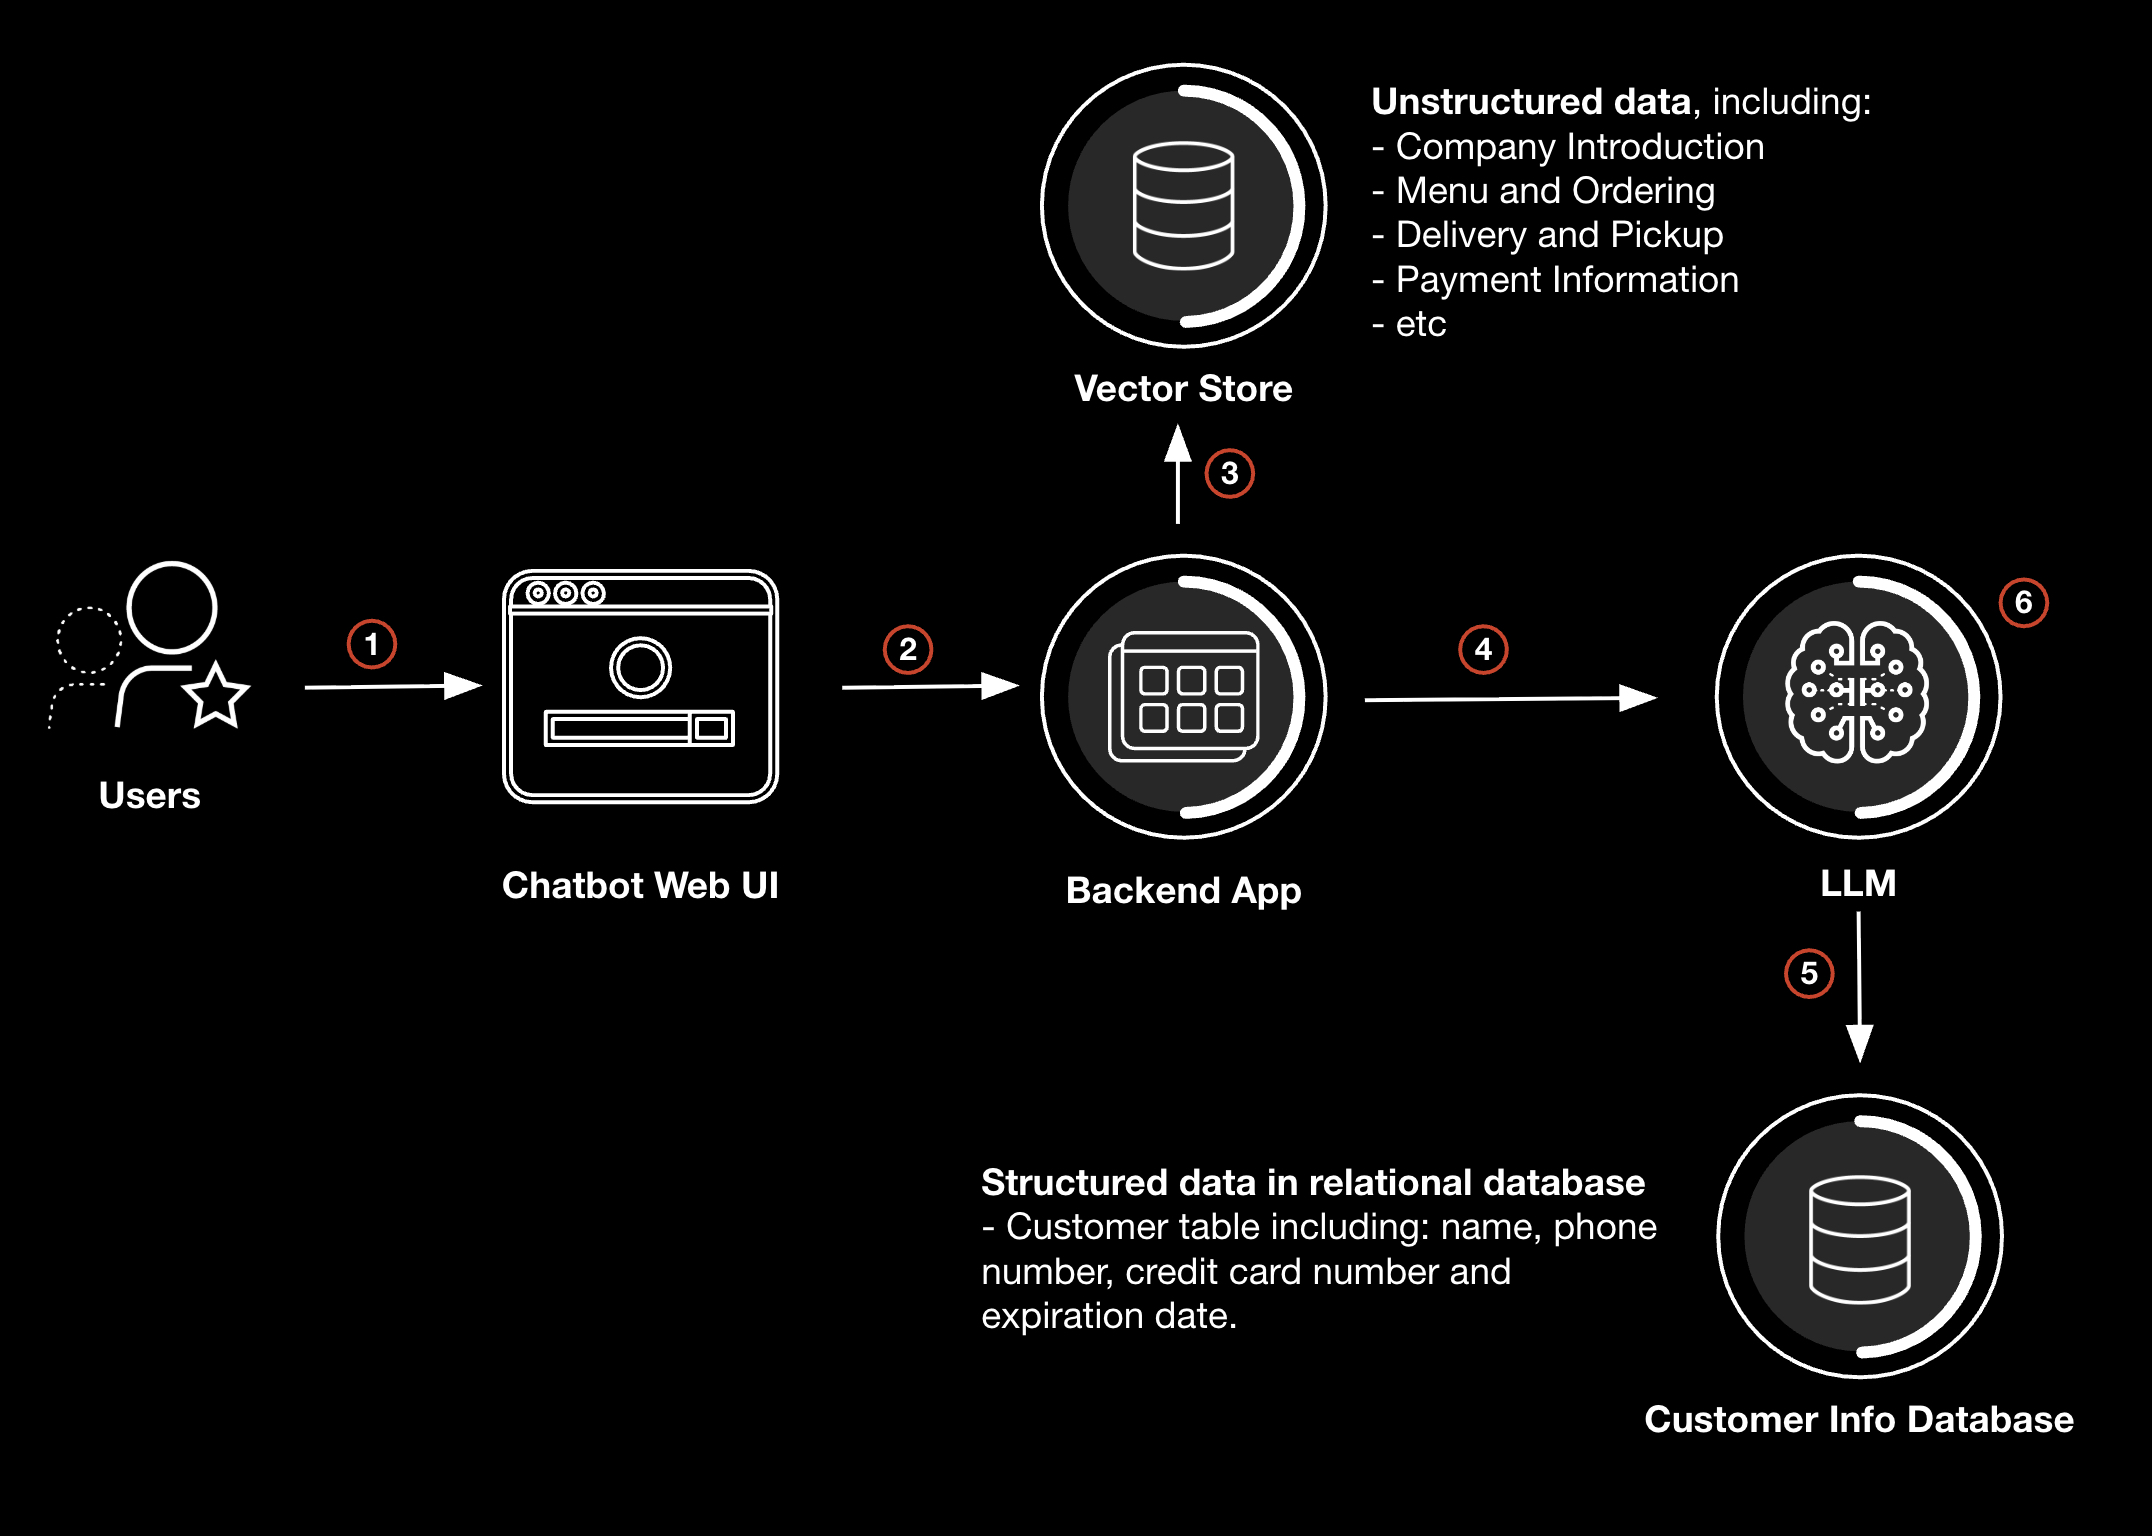 Unstructured data, including:
- Company Introduction
- Menu and Ordering
- Delivery and Pickup
- Payment Information
- etc
Vector Store
3
1
2
4
6
Users
Chatbot Web UI
Backend App
LLM
5
Structured data in relational database
- Customer table including: name, phone
number, credit card number and
expiration date.
Customer Info Database